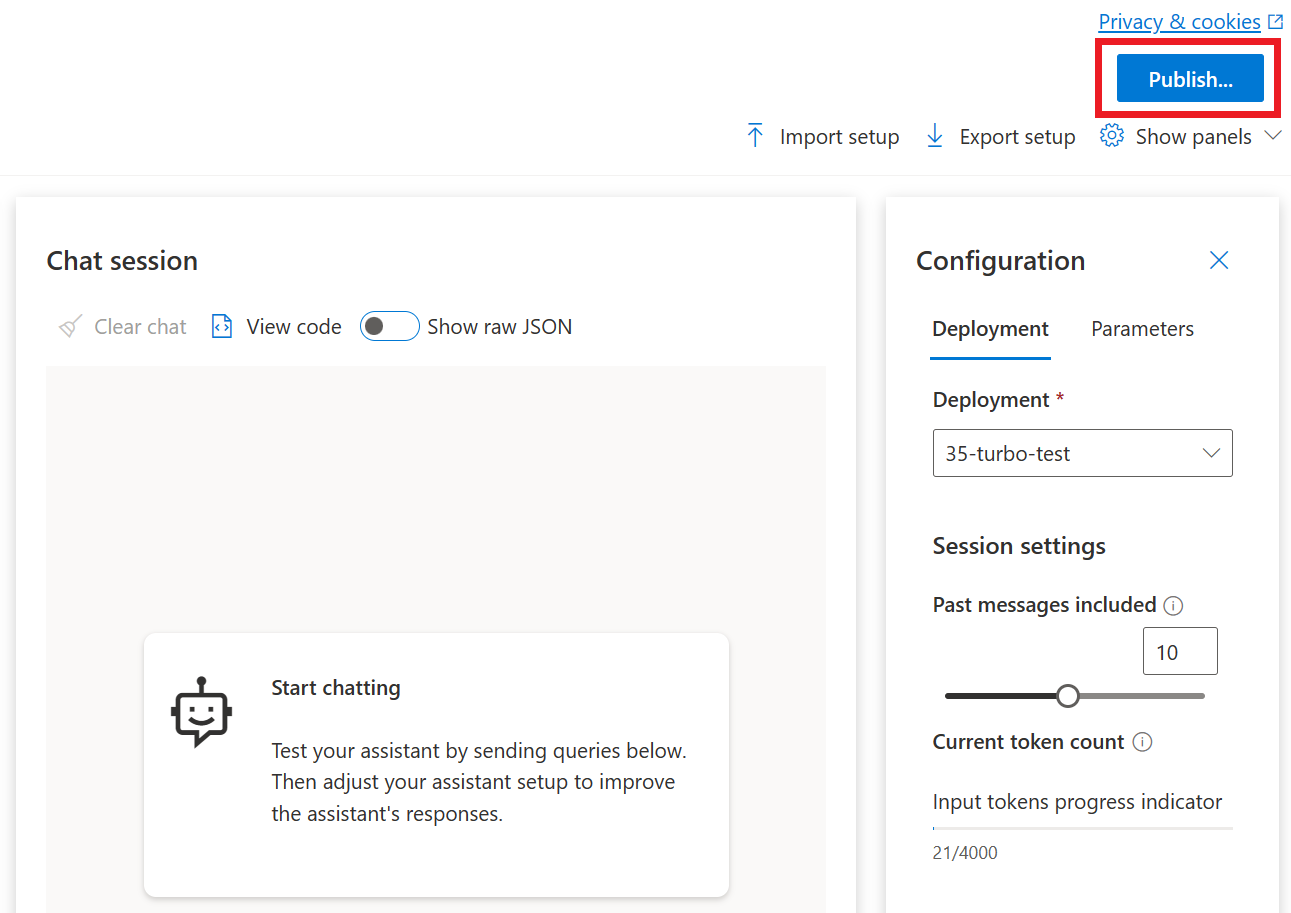 Privacy & cookies
Publish...
Import setup
Export setup
Show panels
Chat session
Clear chat
View code
Show raw JSON
Start chatting
Test your assistant by sending queries below.
Then adjust your assistant setup to improve
the assistant's responses.
Configuration
Deployment
Parameters
Deployment *
35-turbo-test
Session settings
Past messages included
10
Current token count
Input tokens progress indicator
21/4000